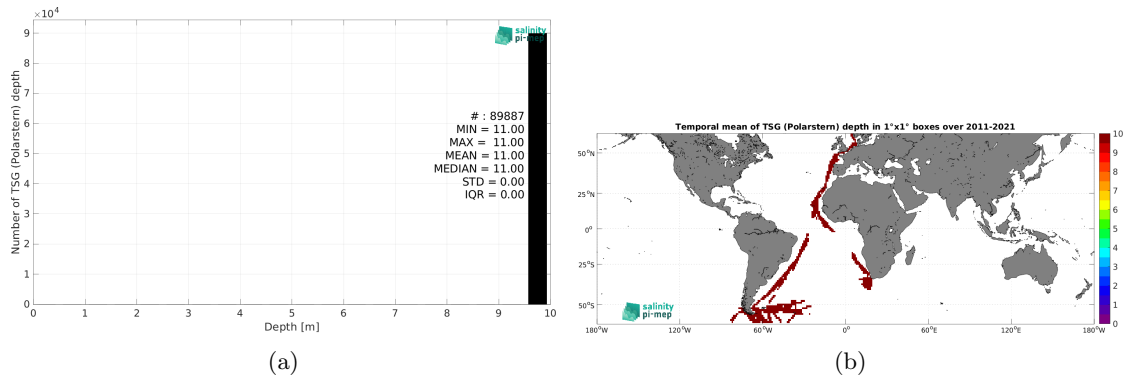 ×10⁴
9
8
7
6
5
4
3
2
1
0
Number of TSG (Polarstern) depth
salinity
pi-mep
# : 89887
MIN = 11.00
MAX = 11.00
MEAN = 11.00
MEDIAN = 11.00
STD = 0.00
IQR = 0.00
0 1 2 3 4 5 6 7 8 9 10
Depth [m]
(a)
Temporal mean of TSG (Polarstern) depth in 1°x1° boxes over 2011-2021
50°N
25°N
0°
25°S
50°S
salinity
pi-mep
180°W 120°W 60°W 0° 60°E 120°E 180°W
10
9
8
7
6
5
4
3
2
1
0
(b)